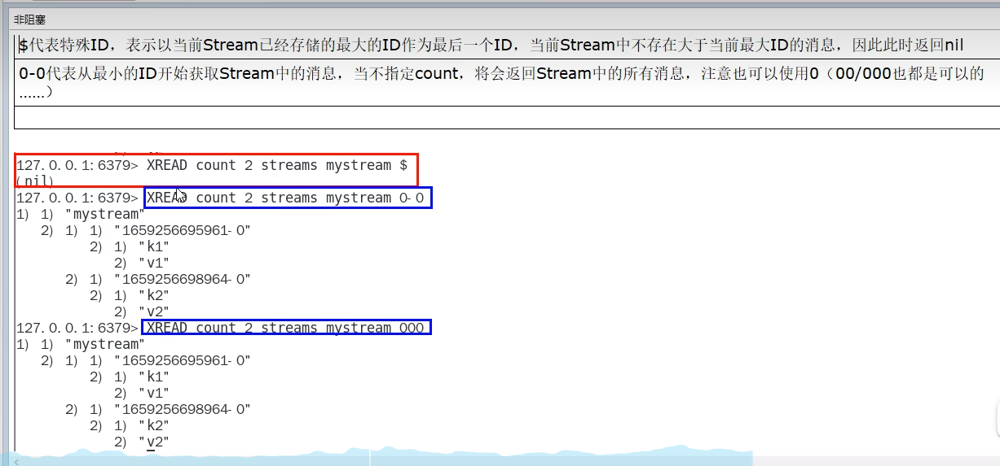 非阻塞
$代表特殊ID，表示以当前Stream已经存储的最大的ID作为最后一个ID，当前Stream中不存在大于当前最大ID的消息，因此此时返回nil
0-0代表从最小的ID开始获取Stream中的消息，当不指定count，将会返回Stream中的所有消息，注意也可以使用0（00/000也都是可以的
……）
127.0.0.1:6379> XREAD count 2 streams mystream $
(nil)
127.0.0.1:6379> XREAD count 2 streams mystream 0-0
1) 1) "mystream"
2) 1) 1) "1659256695961-0"
2) 1) "k1"
2) "v1"
2) 1) "1659256698964-0"
2) 1) "k2"
2) "v2"
127.0.0.1:6379> XREAD count 2 streams mystream 000
1) 1) "mystream"
2) 1) 1) "1659256695961-0"
2) 1) "k1"
2) "v1"
2) 1) "1659256698964-0"
2) 1) "k2"
2) "v2"